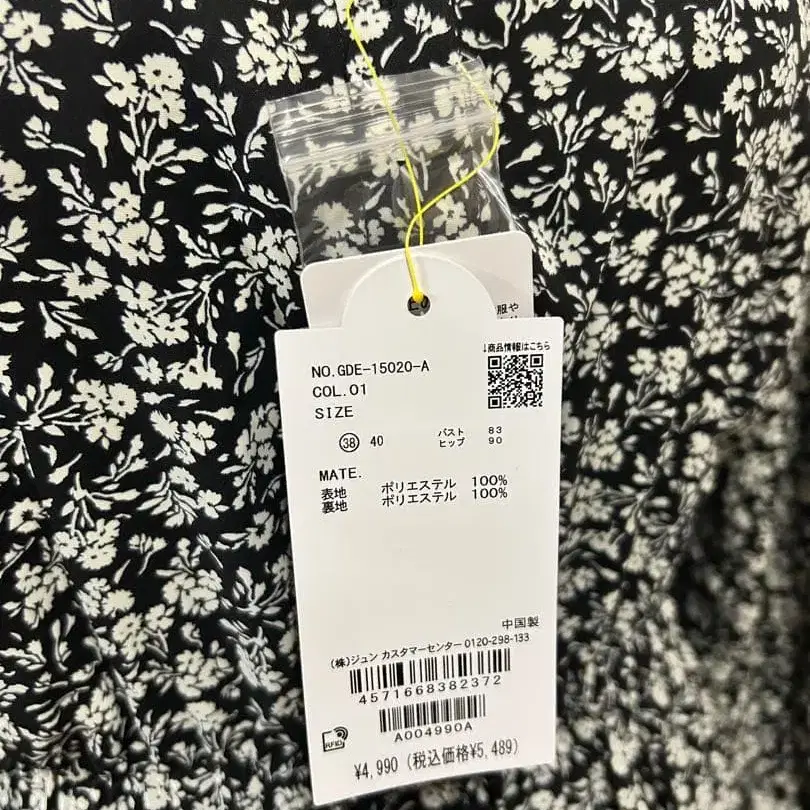 服や
↓商品情報はこちら
NO.GDE-15020-A
COL.01
SIZE
㊳ 40
バスト 83
ヒップ 90
MATE.
表地 ポリエステル 100%
裏地 ポリエステル 100%
中国製
(株)ジュン カスタマーセンター 0120-298-133
4571668382372
A004990A
RFID
¥4,990 (税込価格¥5,489)